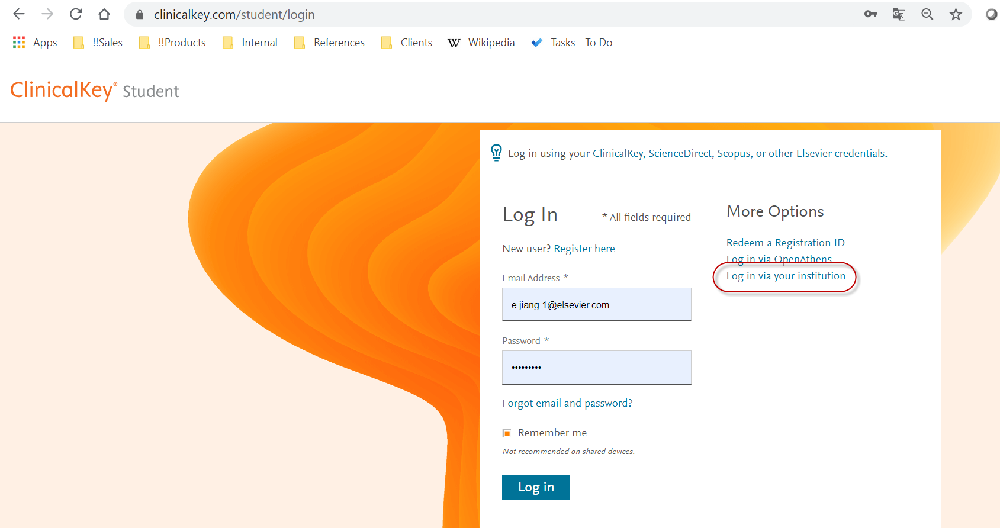 clinicalkey.com/student/login
Apps !!Sales !!Products Internal References Clients W Wikipedia Tasks - To Do
ClinicalKey® Student
Log in using your ClinicalKey, ScienceDirect, Scopus, or other Elsevier credentials.
Log In
* All fields required
New user? Register here
Email Address *
e.jiang.1@elsevier.com
Password *
•••••••••
Forgot email and password?
Remember me
Not recommended on shared devices.
Log in
More Options
Redeem a Registration ID
Log in via OpenAthens
Log in via your institution